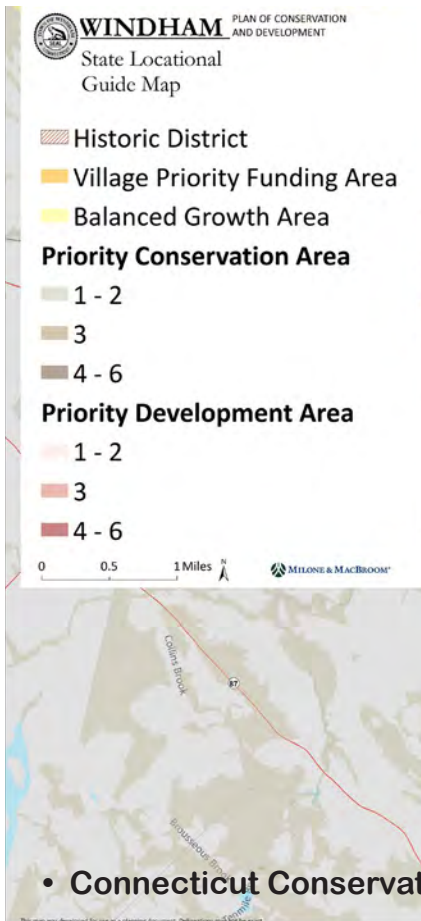 WINDHAM PLAN OF CONSERVATION
AND DEVELOPMENT
State Locational
Guide Map
Historic District
Village Priority Funding Area
Balanced Growth Area
Priority Conservation Area
1 - 2
3
4 - 6
Priority Development Area
1 - 2
3
4 - 6
0 0.5 1 Miles N MILONE & MACBROOM®
Collins Brook
87
Brousseous Brook
Tenmile
• Connecticut Conservat